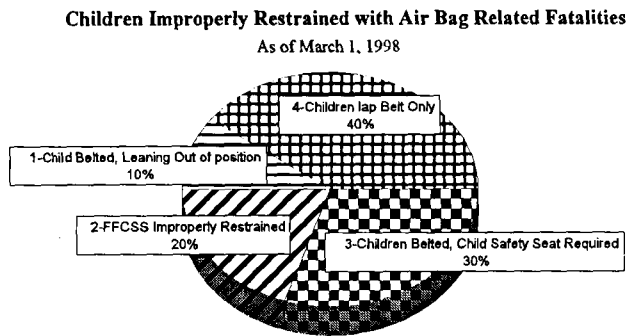 Children Improperly Restrained with Air Bag Related Fatalities
As of March 1, 1998
4-Children lap Belt Only
40%
1-Child Belted, Leaning Out of position
10%
2-FFCSS Improperly Restrained
20%
3-Children Belted, Child Safety Seat Required
30%